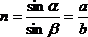 n = sin α / sin β = a / b